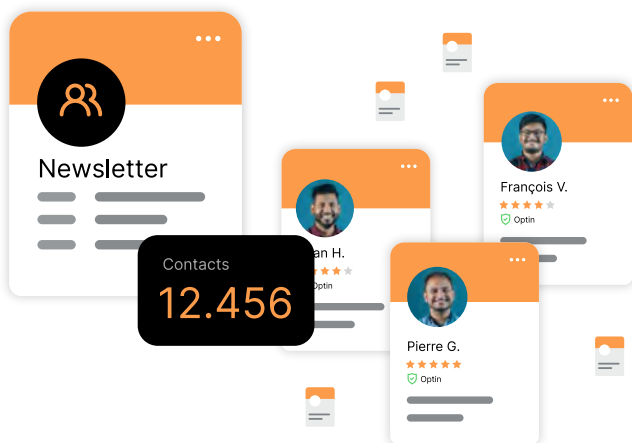 Newsletter
Contacts
12.456
an H.
Optin
François V.
Optin
Pierre G.
Optin